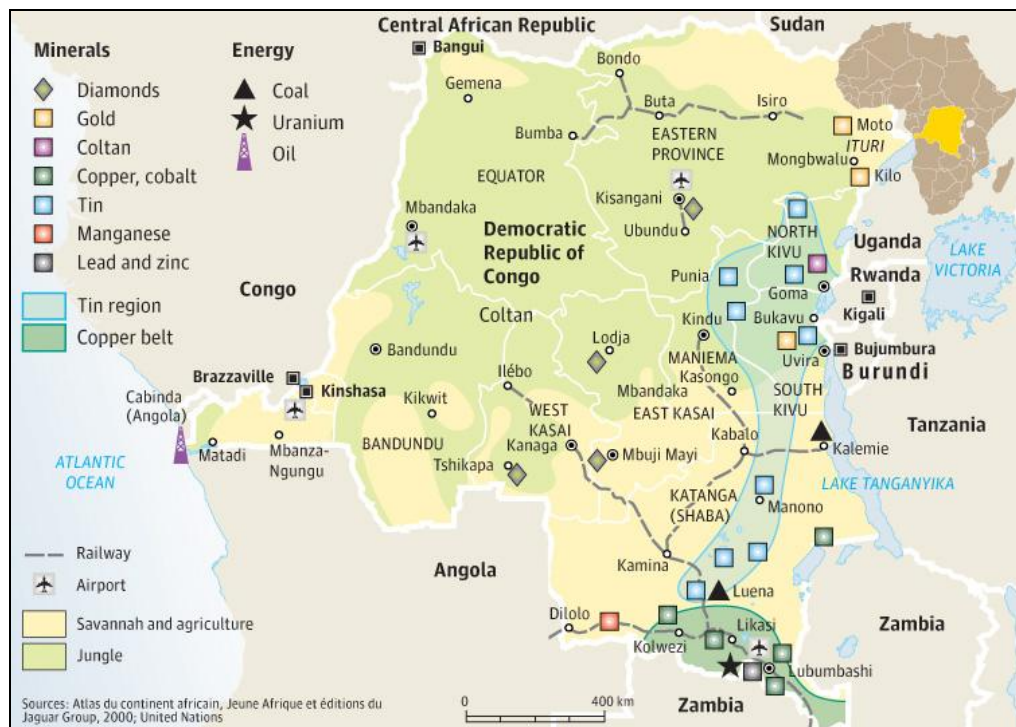 Minerals
Diamonds
Gold
Coltan
Copper, cobalt
Tin
Manganese
Lead and zinc
Tin region
Copper belt
Energy
Coal
Uranium
Oil
Central African Republic
Sudan
Bangui
Gemena
Bondo
Buta
Isiro
Bumba
EASTERN
PROVINCE
Moto
ITURI
Mongbwalu
Kilo
EQUATOR
Kisangani
Mbandaka
Ubundu
Democratic
Republic of
Congo
NORTH
KIVU
Uganda
LAKE
VICTORIA
Punia
Goma
Rwanda
Kigali
Congo
Coltan
Bukavu
Kindu
Lodja
Bandundu
MANIEMA
Kasongo
Uvira
Bujumbura
Burundi
Ilébo
Mbandaka
Brazzaville
Kinshasa
Kikwit
WEST
KASAI
EAST KASAI
SOUTH
KIVU
Cabinda
(Angola)
Tanzania
BANDUNDU
Kanaga
Kabalo
Kalemie
Matadi
Mbanza-
Ngungu
Tshikapa
Mbuji Mayi
ATLANTIC
OCEAN
LAKE TANGANYIKA
KATANGA
(SHABA)
Manono
Railway
Airport
Savannah and agriculture
Jungle
Angola
Kamina
Luena
Dilolo
Kolwezi
Likasi
Lubumbashi
Zambia
Zambia
0 400 km
Sources: Atlas du continent africain, Jeune Afrique et éditions du
Jaguar Group, 2000; United Nations